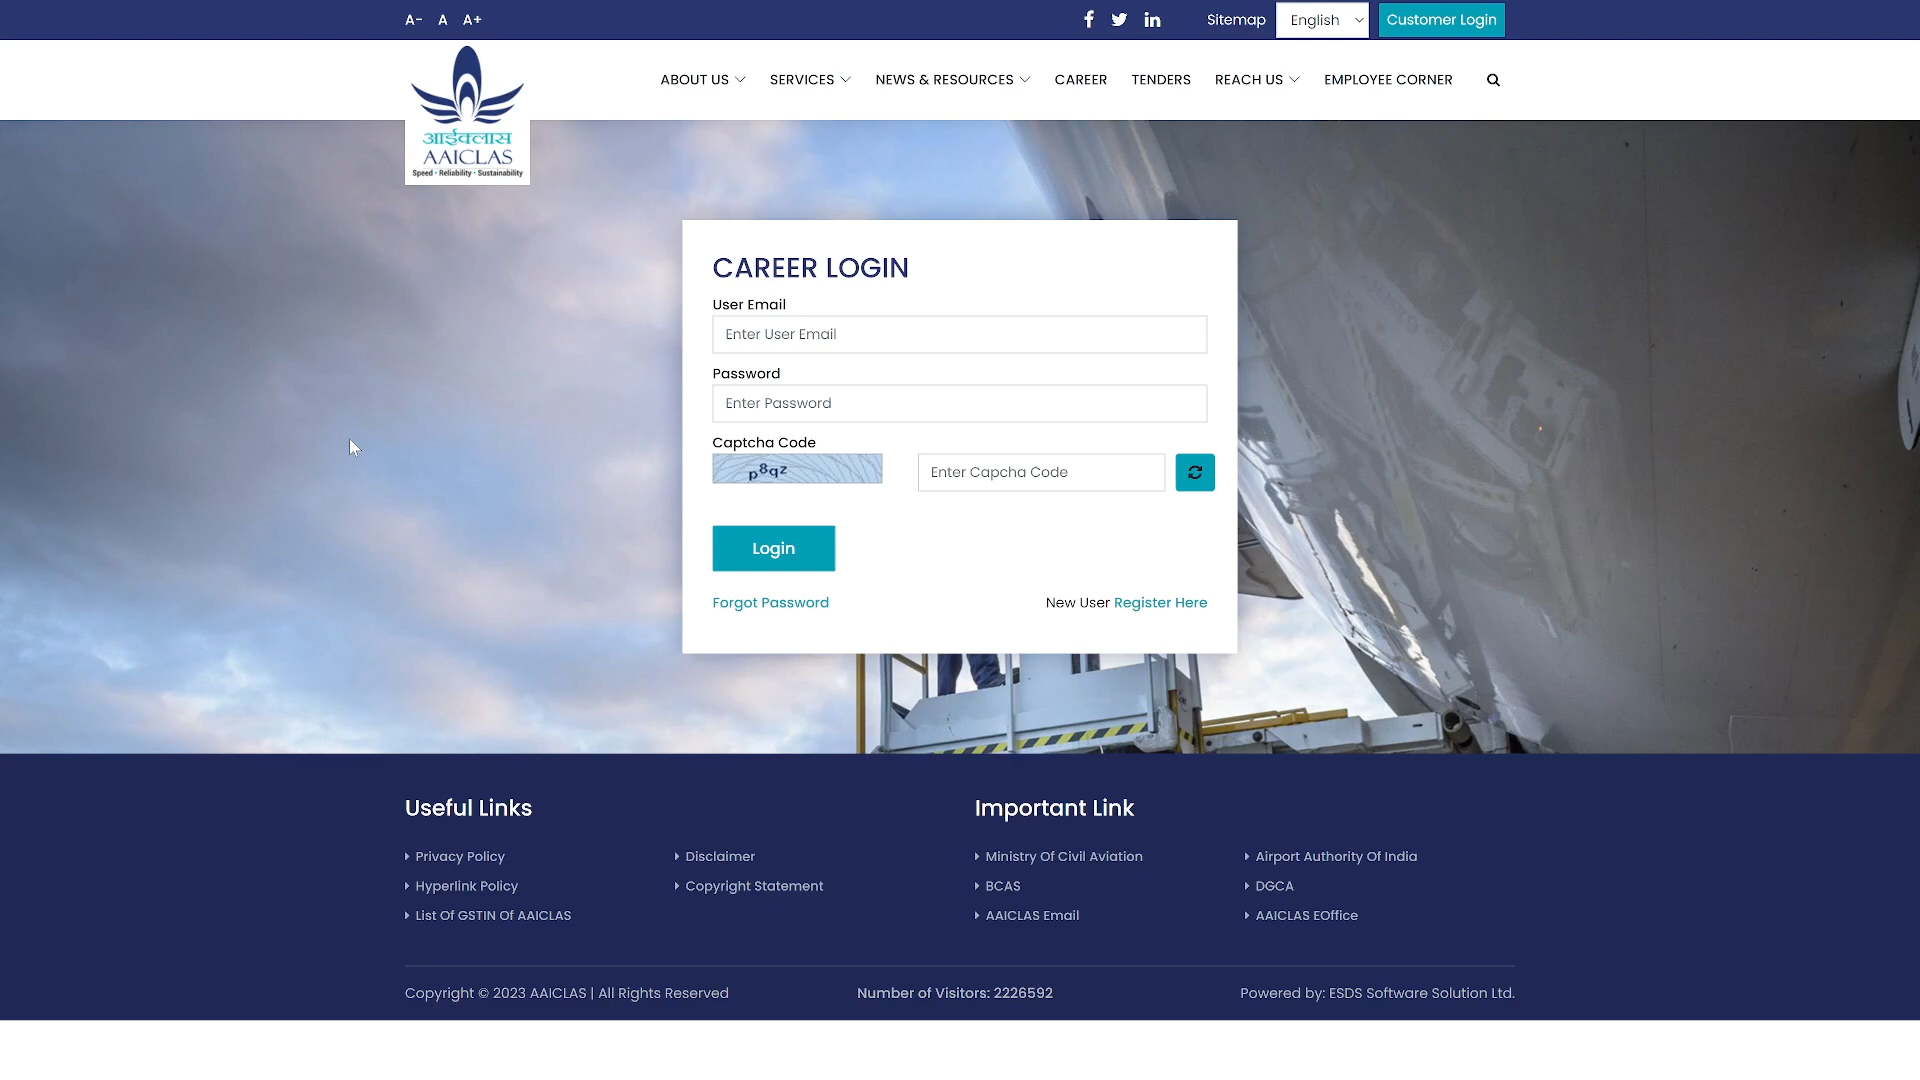 A- A A+
Sitemap English Customer Login
आईक्लास
AAICLAS
Speed • Reliability • Sustainability
ABOUT US SERVICES NEWS & RESOURCES CAREER TENDERS REACH US EMPLOYEE CORNER
CAREER LOGIN
User Email
Enter User Email
Password
Enter Password
Captcha Code
p8qz Enter Capcha Code
Login
Forgot Password New User Register Here
Useful Links Important Link
Privacy Policy Disclaimer Ministry Of Civil Aviation Airport Authority Of India
Hyperlink Policy Copyright Statement BCAS DGCA
List Of GSTIN Of AAICLAS AAICLAS Email AAICLAS EOffice
Copyright © 2023 AAICLAS | All Rights Reserved Number of Visitors: 2226592 Powered by: ESDS Software Solution Ltd.